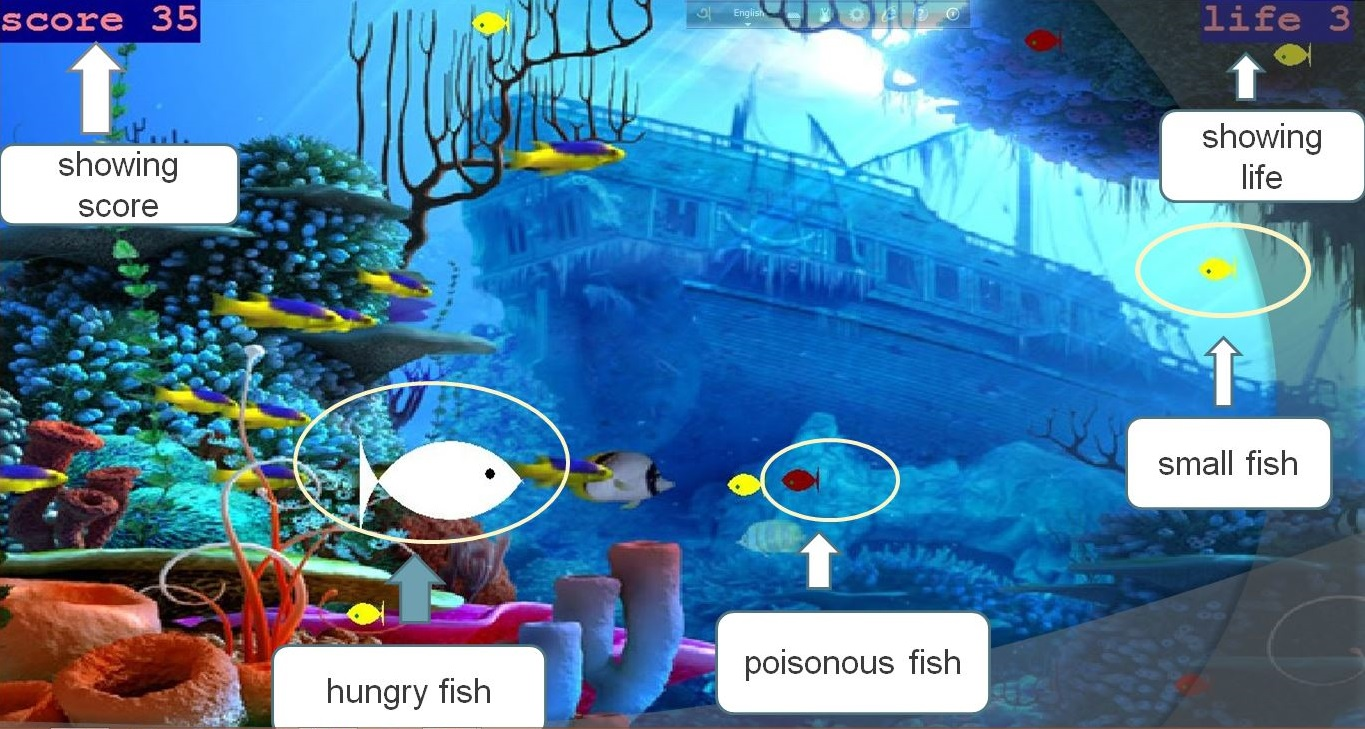 score 35
English
life 3
showing
score
showing
life
small fish
poisonous fish
hungry fish